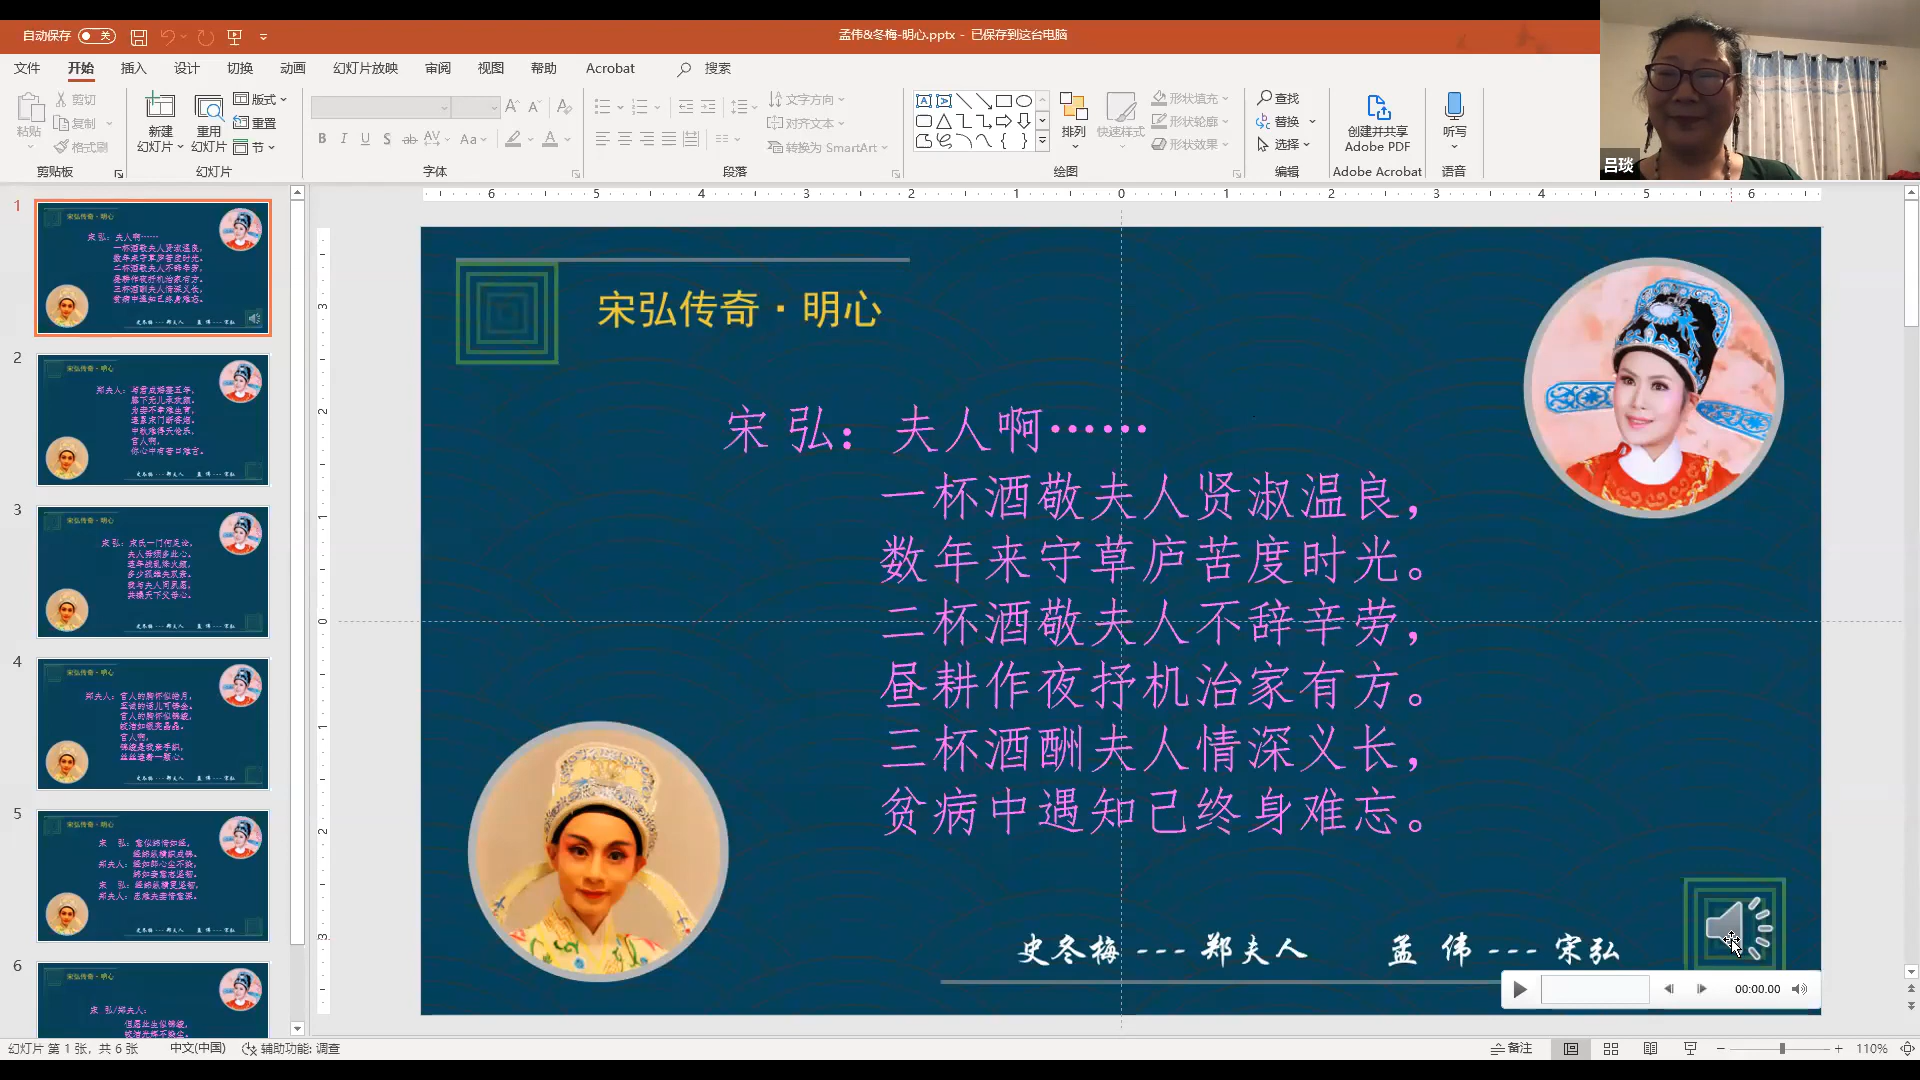 自动保存 关
孟伟&冬梅-明心.pptx - 已保存到这台电脑
文件 开始 插入 设计 切换 动画 幻灯片放映 审阅 视图 帮助 Acrobat 搜索
粘贴
剪切
复制
格式刷
剪贴板
新建
幻灯片
重用
幻灯片
版式
重置
节
幻灯片
字体
文字方向
对齐文本
转换为 SmartArt
段落
排列
快速样式
形状填充
形状轮廓
形状效果
绘图
查找
替换
选择
编辑
创建并共享
Adobe PDF
Adobe Acrobat
听写
语音
吕琰
宋弘传奇·明心
宋 弘：夫人啊……
一杯酒敬夫人贤淑温良，
数年来守草庐苦度时光。
二杯酒敬夫人不辞辛劳，
昼耕作夜抒机治家有方。
三杯酒酬夫人情深义长，
贫病中遇知己终身难忘。
史冬梅 --- 郑夫人 孟 伟 --- 宋弘
00:00.00
1
2
3
4
5
6
幻灯片 第 1 张，共 6 张 中文(中国) 辅助功能: 调查
备注
110%